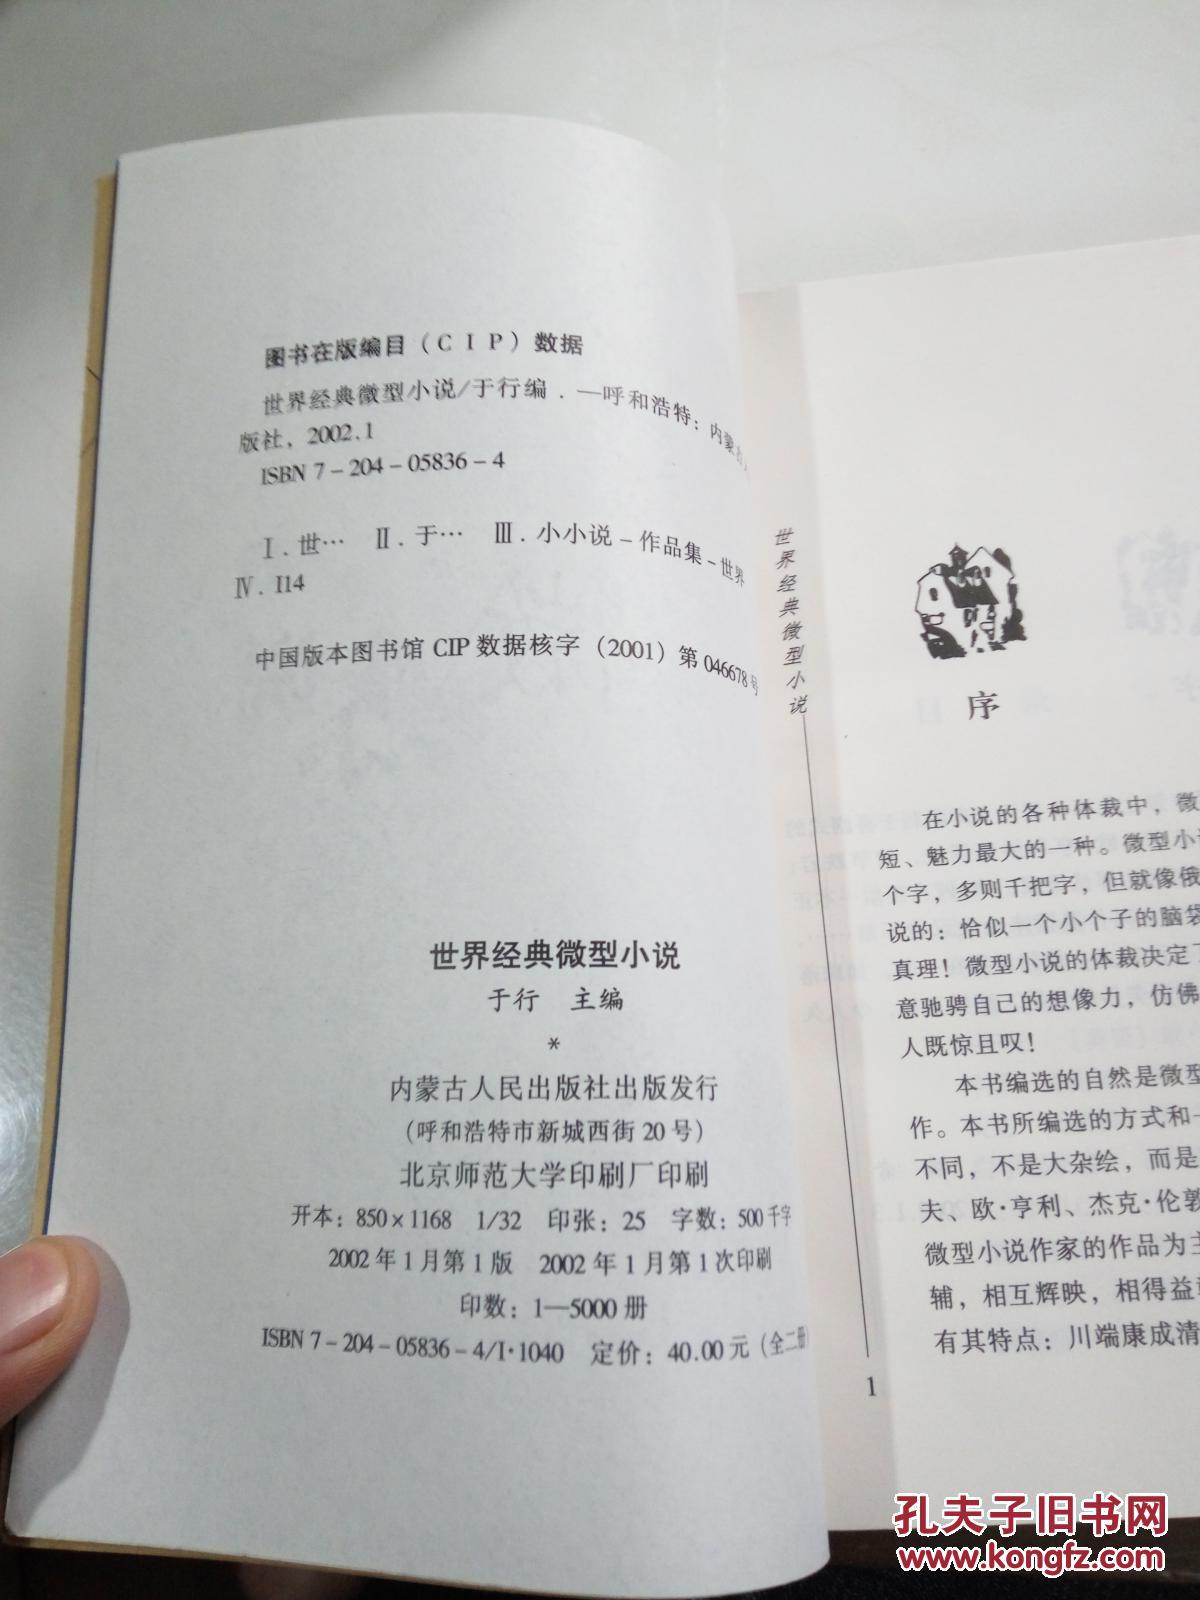 图书在版编目(CIP)数据
世界经典微型小说/于行编.—呼和浩特:内蒙古
版社,2002.1
ISBN 7-204-05836-4
Ⅰ.世… Ⅱ.于… Ⅲ.小小说-作品集-世界
Ⅳ.I14
中国版本图书馆 CIP 数据核字(2001)第 046678 号
世界经典微型小说
于行 主编
*
内蒙古人民出版社出版发行
(呼和浩特市新城西街 20 号)
北京师范大学印刷厂印刷
开本:850×1168 1/32 印张:25 字数:500千字
2002 年 1 月第 1 版 2002 年 1 月第 1 次印刷
印数:1—5000 册
ISBN 7-204-05836-4/I·1040 定价:40.00元(全二册)
世界经典微型小说
1
序
在小说的各种体裁中,微
短、魅力最大的一种。微型小说
个字,多则千把字,但就像俄
说的:恰似一个小个子的脑袋
真理!微型小说的体裁决定了
意驰骋自己的想像力,仿佛
人既惊且叹!
本书编选的自然是微型
作。本书所编选的方式和一
不同,不是大杂绘,而是
夫、欧·亨利、杰克·伦敦
微型小说作家的作品为主
辅,相互辉映,相得益彰
有其特点:川端康成清
孔夫子旧书网
www.kongfz.com